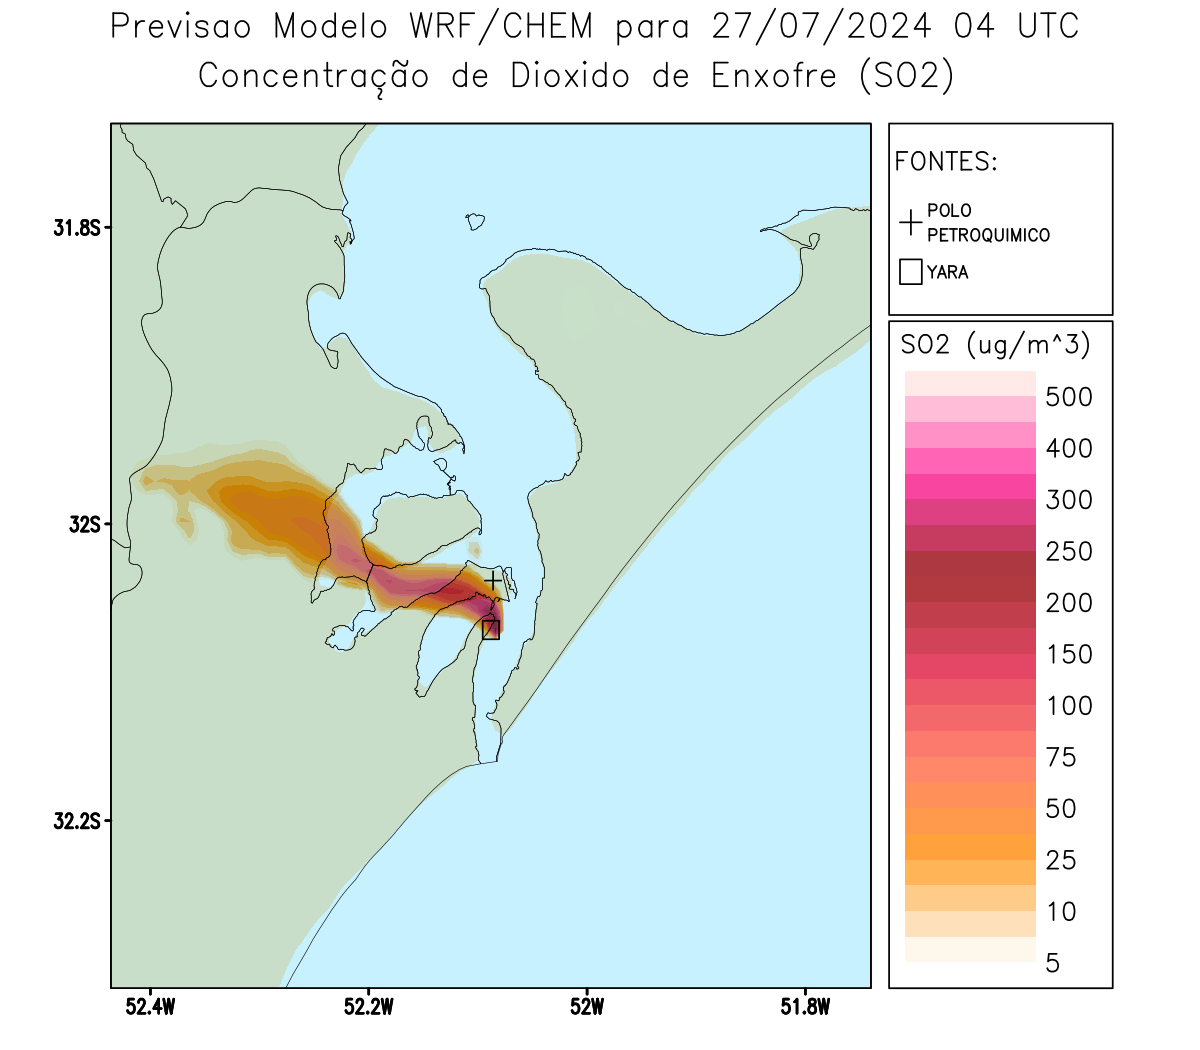 Previsao Modelo WRF/CHEM para 27/07/2024 04 UTC
Concentração de Dioxido de Enxofre (SO2)
FONTES:
POLO
PETROQUIMICO
YARA
SO2 (ug/m^3)
500
400
300
250
200
150
100
75
50
25
10
5
31.8S
32S
32.2S
52.4W
52.2W
52W
51.8W